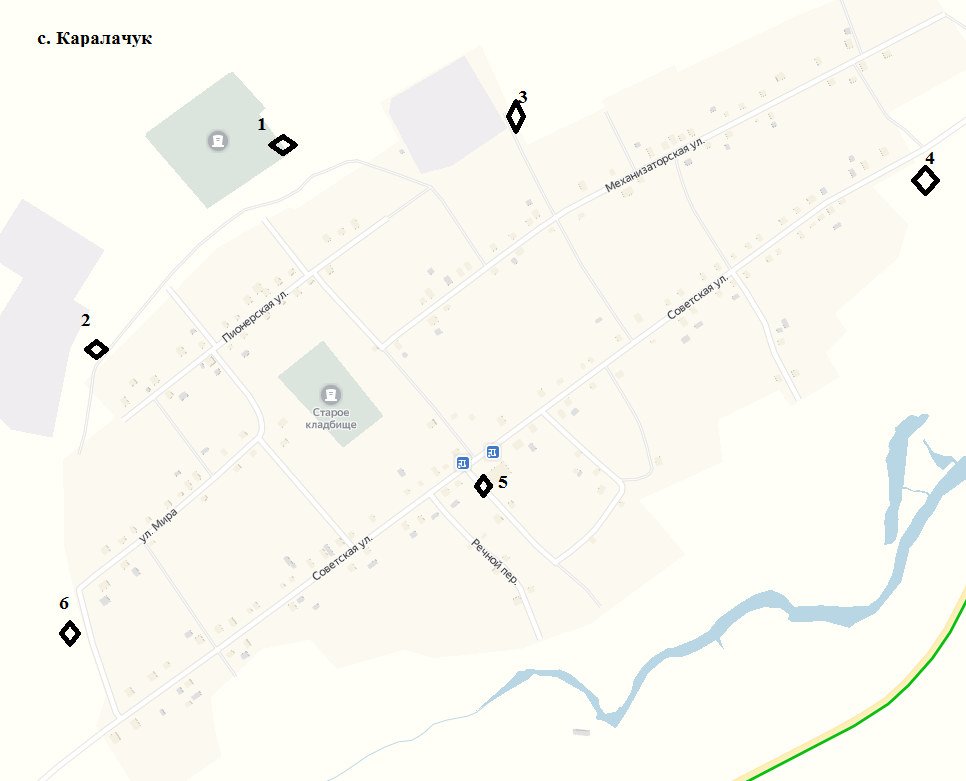 с. Каралачук
3
1
4
Механизаторская ул.
Пионерская ул.
Советская ул.
2
Старое
кладбище
5
ул. Мира
Советская ул.
Речной пер.
6